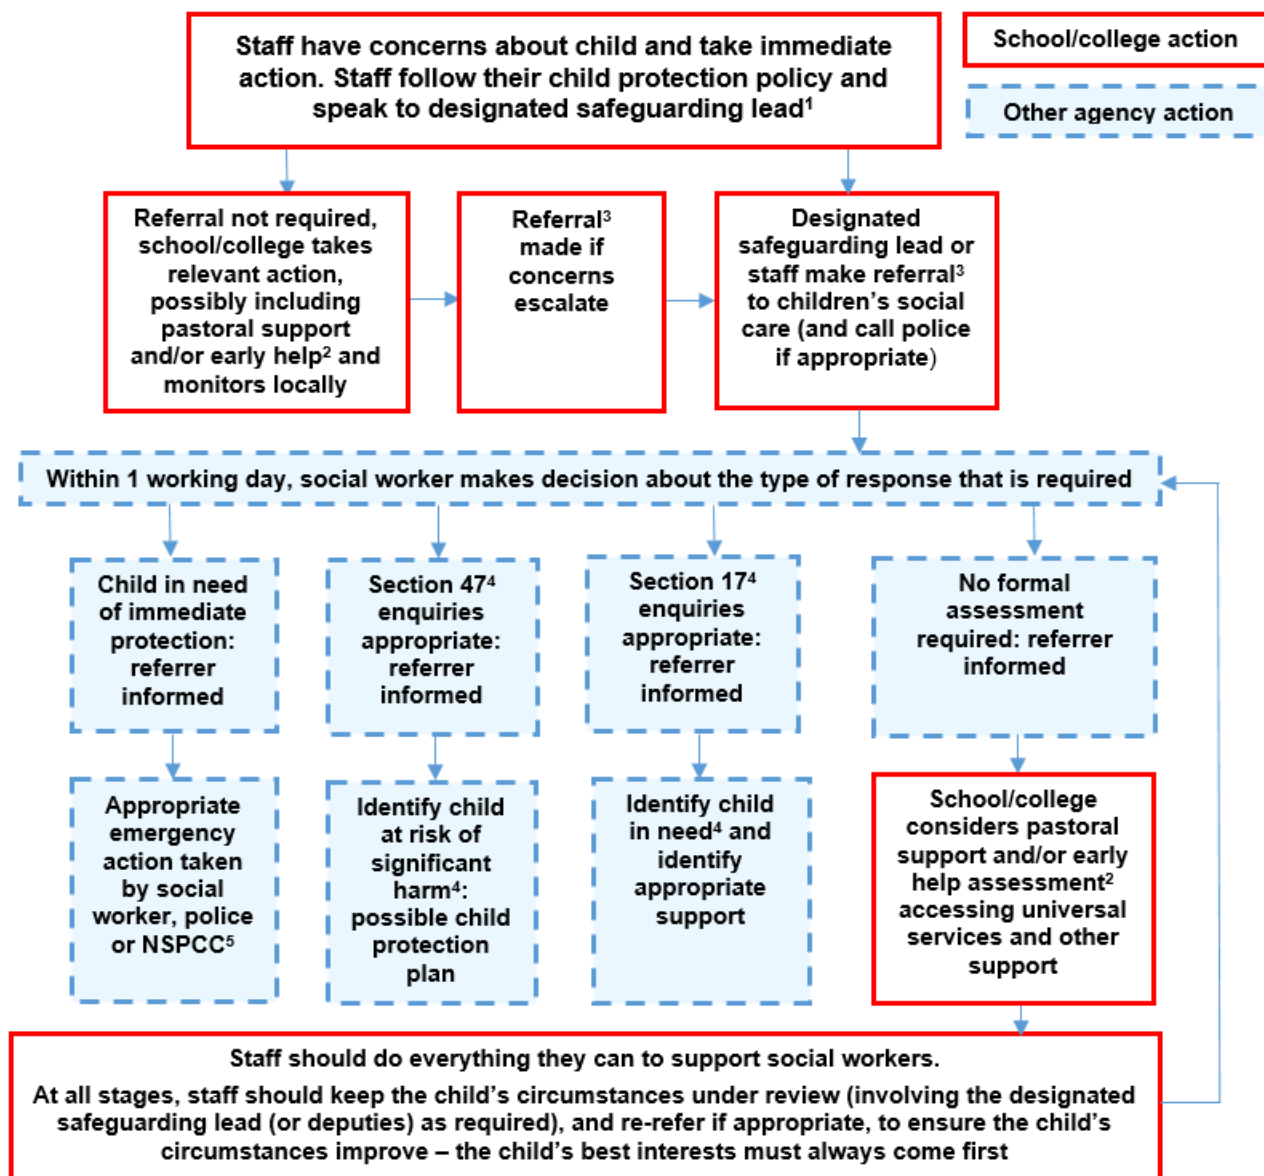 Staff have concerns about child and take immediate
action. Staff follow their child protection policy and
speak to designated safeguarding lead¹
School/college action
Other agency action
Referral not required,
school/college takes
relevant action,
possibly including
pastoral support
and/or early help² and
monitors locally
Referral³
made if
concerns
escalate
Designated
safeguarding lead or
staff make referral³
to children’s social
care (and call police
if appropriate)
Within 1 working day, social worker makes decision about the type of response that is required
Child in need
of immediate
protection:
referrer
informed
Section 47⁴
enquiries
appropriate:
referrer
informed
Section 17⁴
enquiries
appropriate:
referrer
informed
No formal
assessment
required: referrer
informed
Appropriate
emergency
action taken
by social
worker, police
or NSPCC⁵
Identify child
at risk of
significant
harm⁴:
possible child
protection
plan
Identify child
in need⁴ and
identify
appropriate
support
School/college
considers pastoral
support and/or early
help assessment²
accessing universal
services and other
support
Staff should do everything they can to support social workers.
At all stages, staff should keep the child’s circumstances under review (involving the designated
safeguarding lead (or deputies) as required), and re-refer if appropriate, to ensure the child’s
circumstances improve – the child’s best interests must always come first